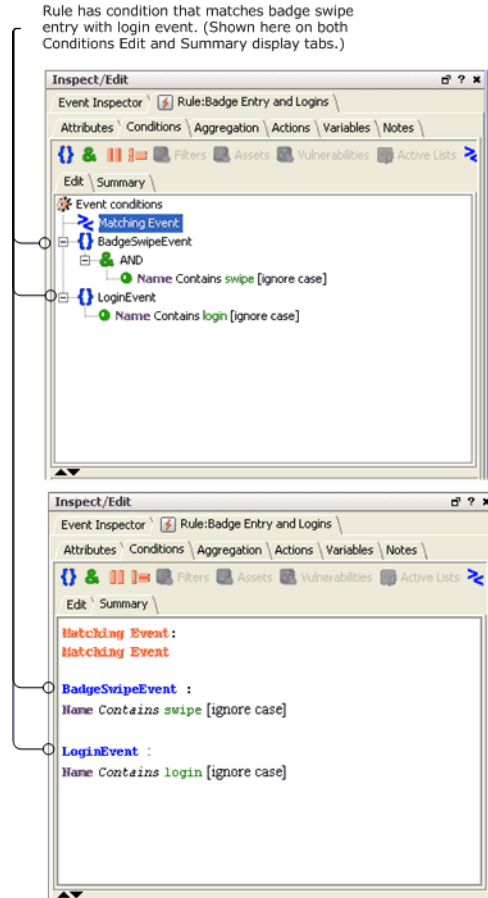 Rule has condition that matches badge swipe
entry with login event. (Shown here on both
Conditions Edit and Summary display tabs.)
Inspect/Edit
Event Inspector Rule:Badge Entry and Logins
Attributes Conditions Aggregation Actions Variables Notes
Filters Assets Vulnerabilities Active Lists
Edit Summary
Event conditions
Matching Event
BadgeSwipeEvent
AND
Name Contains swipe [ignore case]
LoginEvent
Name Contains login [ignore case]
Inspect/Edit
Event Inspector Rule:Badge Entry and Logins
Attributes Conditions Aggregation Actions Variables Notes
Filters Assets Vulnerabilities Active Lists
Edit Summary
Matching Event:
Matching Event
BadgeSwipeEvent :
Name Contains swipe [ignore case]
LoginEvent :
Name Contains login [ignore case]